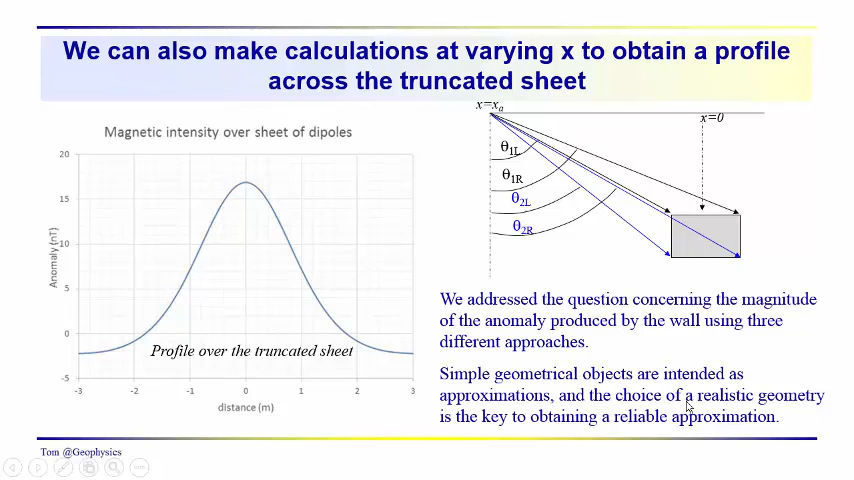 We can also make calculations at varying x to obtain a profile
across the truncated sheet
Magnetic intensity over sheet of dipoles
20
15
10
5
0
-5
Anomaly (nT)
-3
-2
-1
0
1
2
3
distance (m)
Profile over the truncated sheet
x=xₐ
x=0
θ1L
θ1R
θ2L
θ2R
We addressed the question concerning the magnitude
of the anomaly produced by the wall using three
different approaches.
Simple geometrical objects are intended as
approximations, and the choice of a realistic geometry
is the key to obtaining a reliable approximation.
Tom @Geophysics